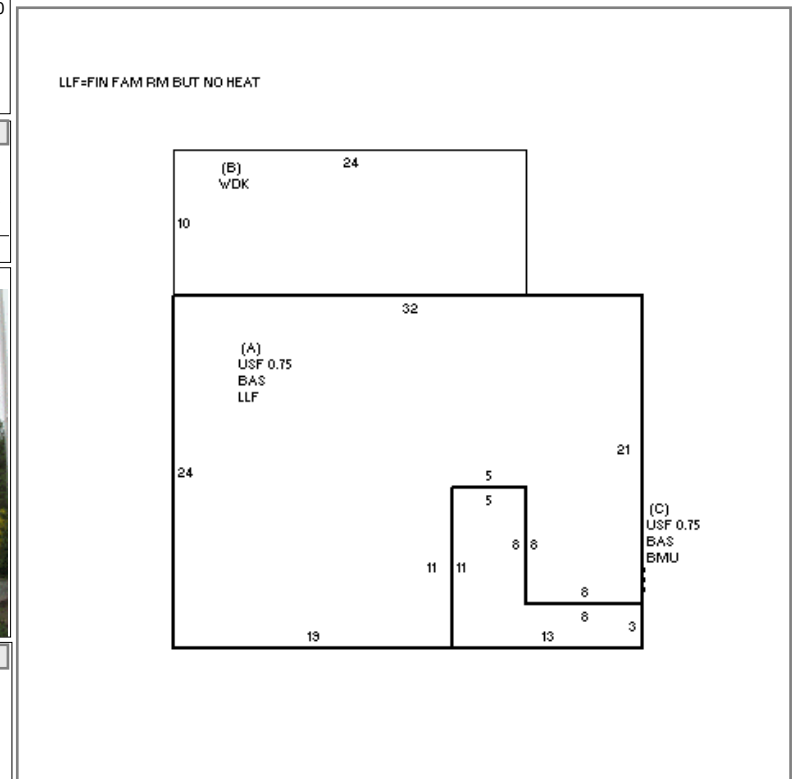 LLF=FIN FAM RM BUT NO HEAT
(B)
WDK
24
10
32
(A)
USF 0.75
BAS
LLF
21
24
5
5
(C)
USF 0.75
BAS
BMU
8 8
11 11
8
8
3
19
13